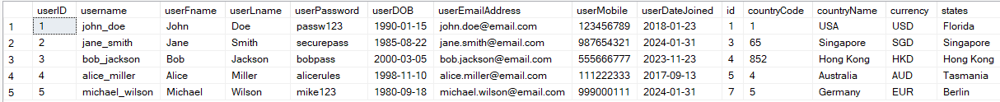 userID username userFname userLname userPassword userDOB userEmailAddress userMobile userDateJoined id countryCode countryName currency states
1 1 john_doe John Doe passw123 1990-01-15 john.doe@email.com 123456789 2018-01-23 1 1 USA USD Florida
2 2 jane_smith Jane Smith securepass 1985-08-22 jane.smith@email.com 987654321 2024-01-31 3 65 Singapore SGD Singapore
3 3 bob_jackson Bob Jackson bobpass 2000-03-05 bob.jackson@email.com 555666777 2023-11-23 4 852 Hong Kong HKD Hong Kong
4 4 alice_miller Alice Miller alicerules 1998-11-10 alice.miller@email.com 111222333 2017-09-13 5 4 Australia AUD Tasmania
5 5 michael_wilson Michael Wilson mike123 1980-09-18 michael.wilson@email.com 999000111 2024-01-31 7 5 Germany EUR Berlin